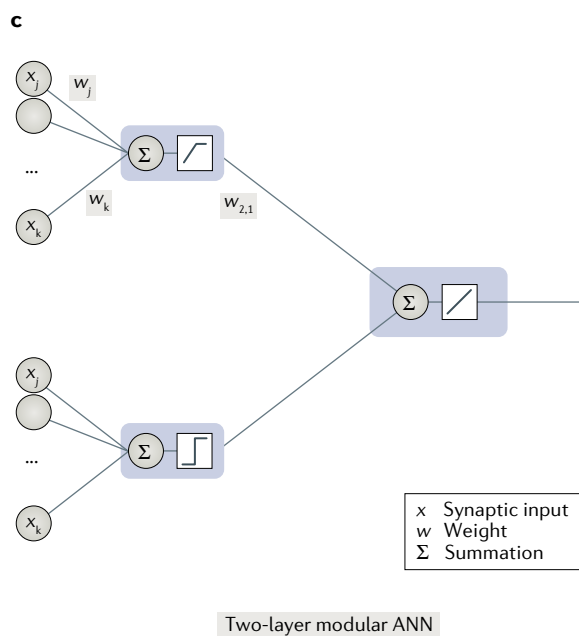 c
xⱼ
wⱼ
...
Σ
wₖ
w₂,₁
xₖ
Σ
xⱼ
...
Σ
xₖ
x Synaptic input
w Weight
Σ Summation
Two-layer modular ANN